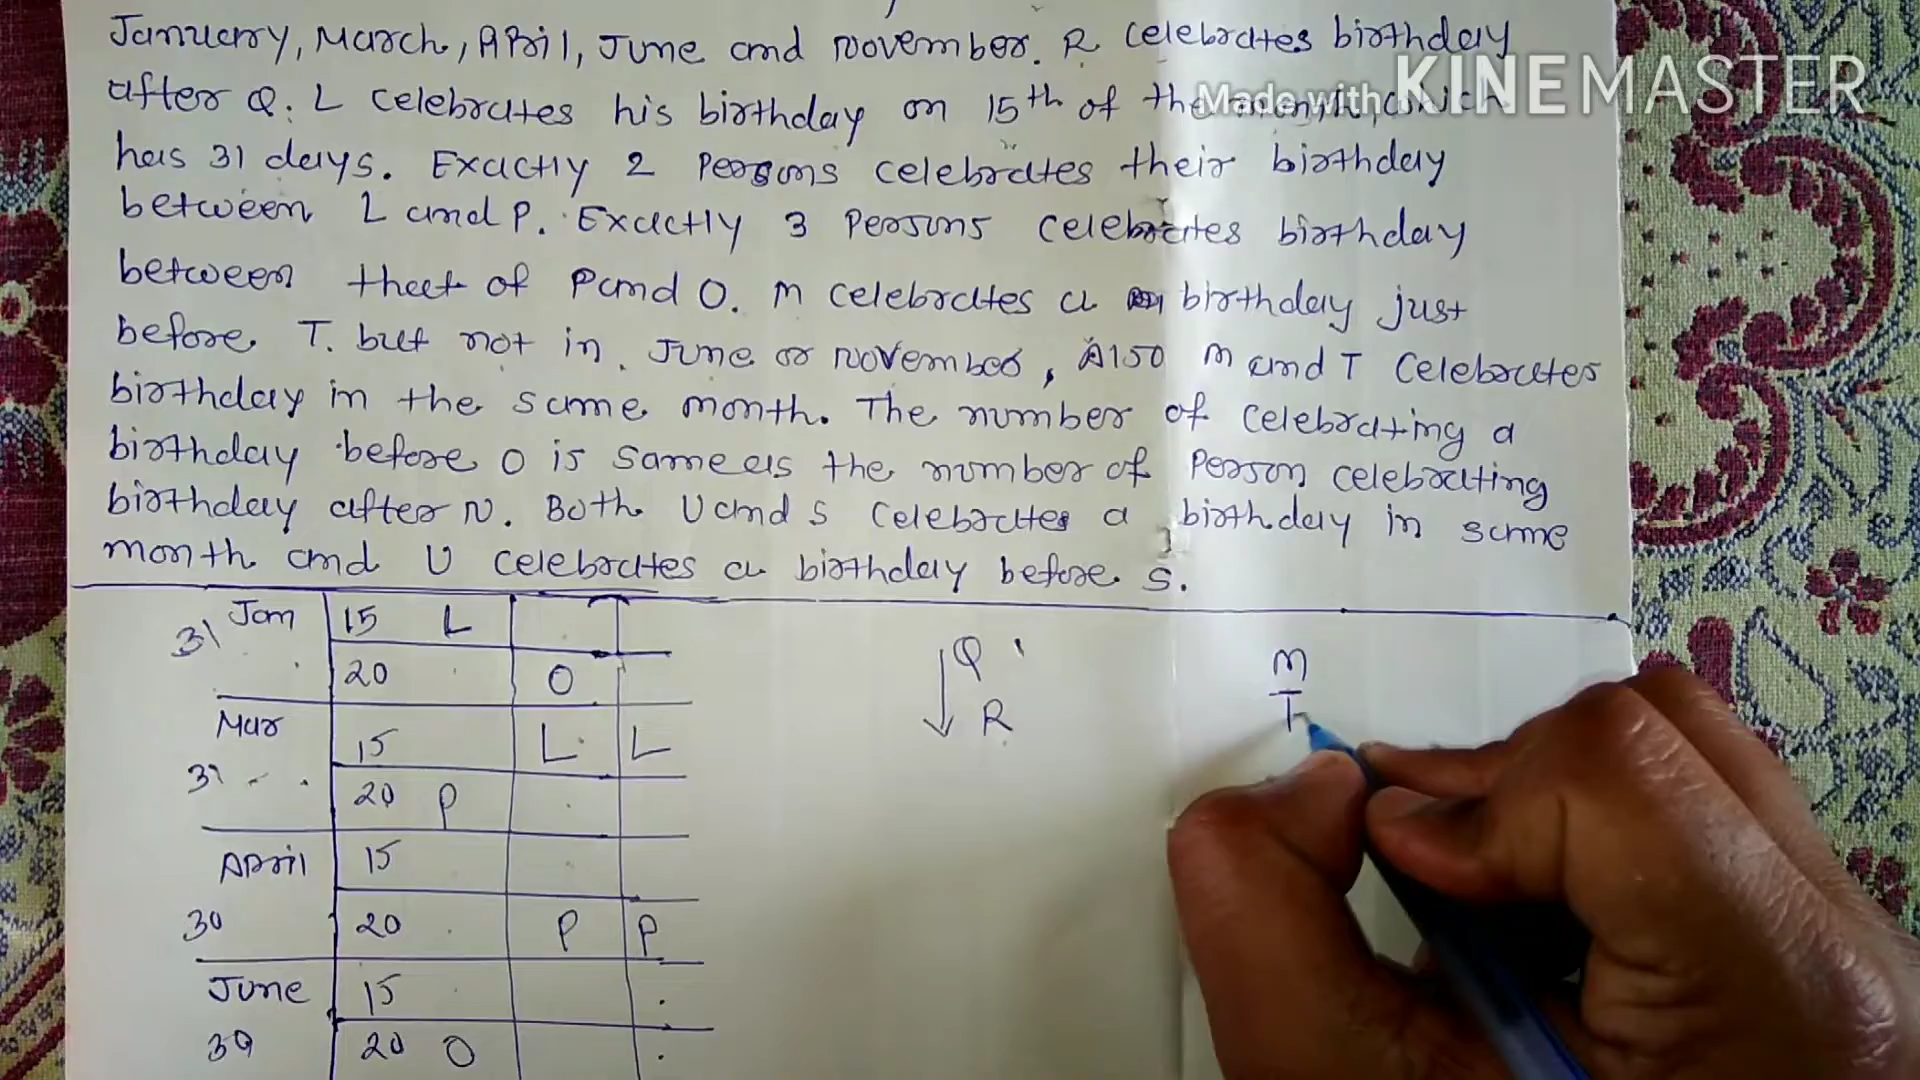 January, March, April, June and November. R celebrates birthday
after Q. L celebrates his birthday on 15th of the month, which
Made with KINEMASTER
has 31 days. Exactly 2 Persons celebrates their birthday
between L and P. Exactly 3 Persons celebrates birthday
between that of P and O. M celebrates a birthday just
before T. but not in June or November, Also M and T celebrates
birthday in the same month. The number of celebrating a
birthday before O is same as the number of Person celebrating
birthday after N. Both U and S celebrates a birthday in same
month and U celebrates a birthday before S.
Jan 31 15 L
20 O
Mar 31 15 L L
20 P
April 30 15
20 P P
June 30 15
20 O
Q
R
M
T